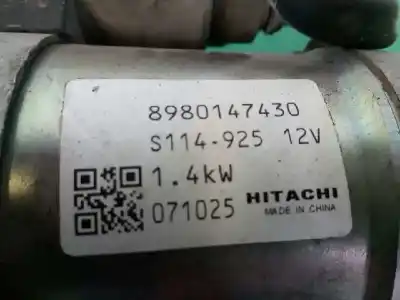 8980147430
S114-925 12V
1.4kW
071025 HITACHI
MADE IN CHINA